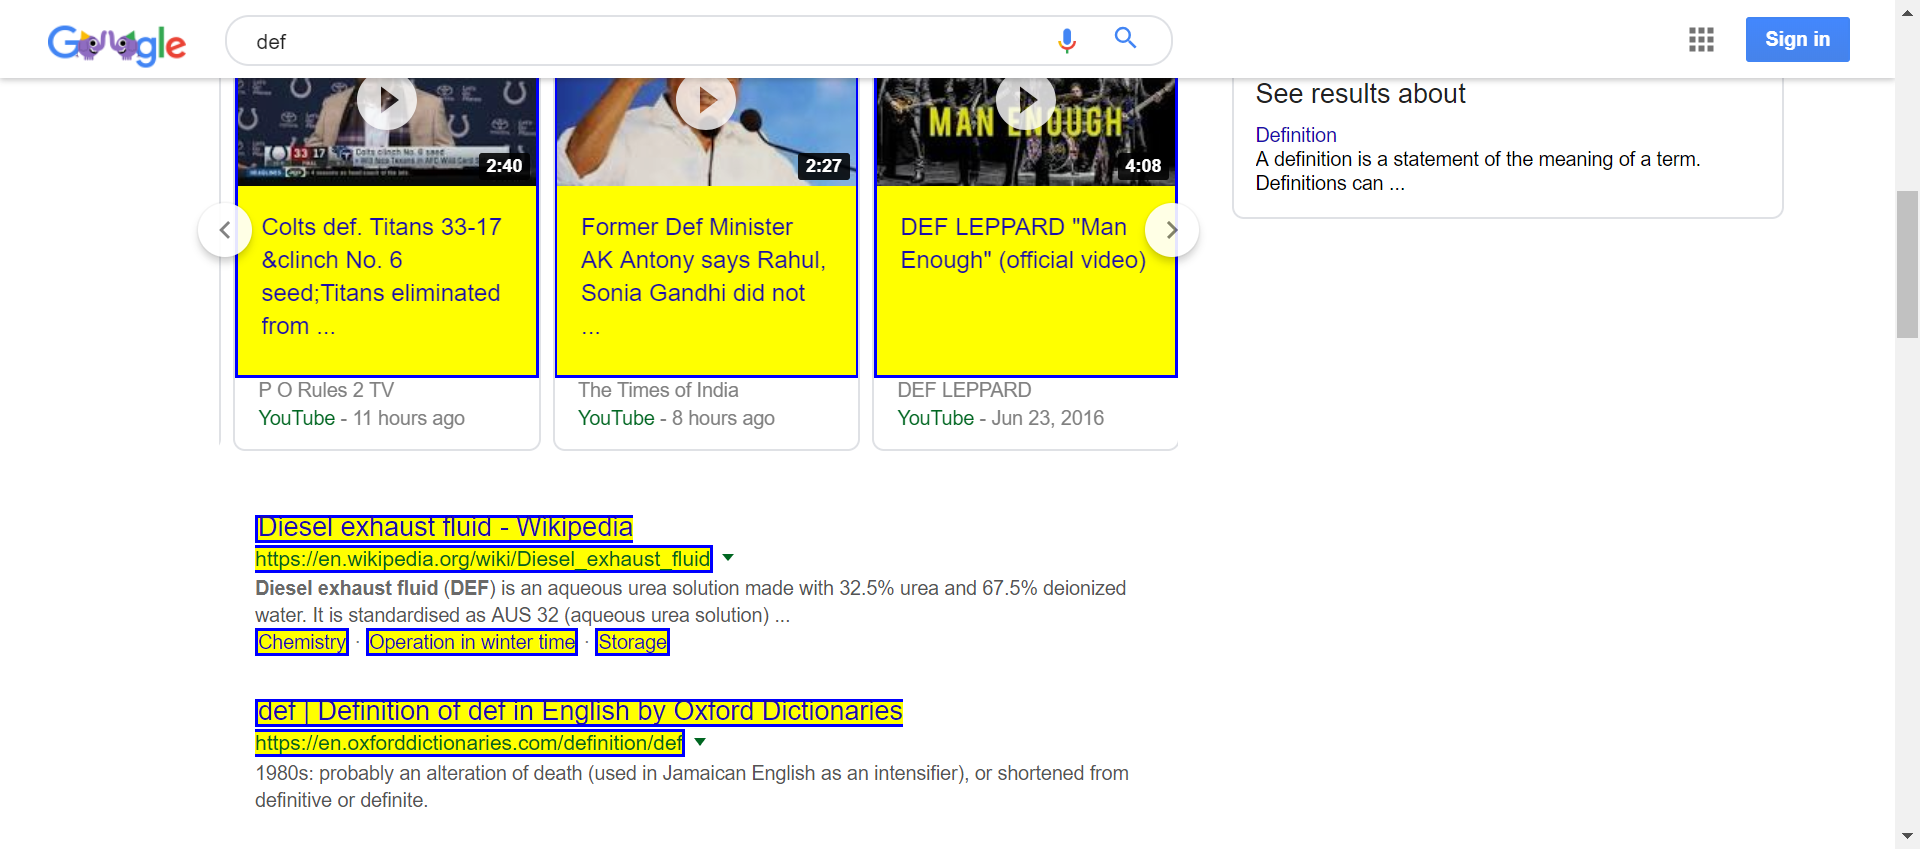 Google
def
Sign in
33 17
Colts clinch No. 6 seed
HEADLINES
2:40
2:27
MAN ENOUGH
4:08
Colts def. Titans 33-17
&clinch No. 6
seed;Titans eliminated
from ...
P O Rules 2 TV
YouTube - 11 hours ago
Former Def Minister
AK Antony says Rahul,
Sonia Gandhi did not
...
The Times of India
YouTube - 8 hours ago
DEF LEPPARD "Man
Enough" (official video)
DEF LEPPARD
YouTube - Jun 23, 2016
See results about
Definition
A definition is a statement of the meaning of a term.
Definitions can ...
Diesel exhaust fluid - Wikipedia
https://en.wikipedia.org/wiki/Diesel_exhaust_fluid
Diesel exhaust fluid (DEF) is an aqueous urea solution made with 32.5% urea and 67.5% deionized
water. It is standardised as AUS 32 (aqueous urea solution) ...
Chemistry · Operation in winter time · Storage
def | Definition of def in English by Oxford Dictionaries
https://en.oxforddictionaries.com/definition/def
1980s: probably an alteration of death (used in Jamaican English as an intensifier), or shortened from
definitive or definite.